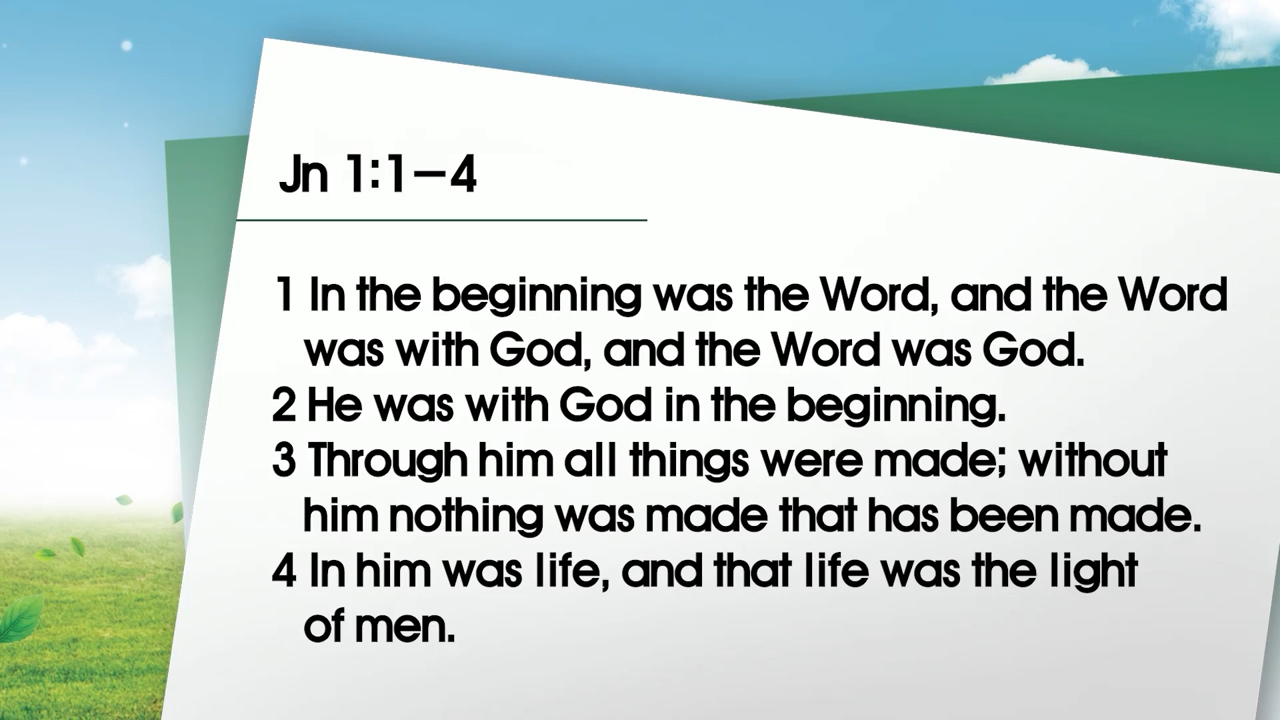 Jn 1:1–4
1 In the beginning was the Word, and the Word
was with God, and the Word was God.
2 He was with God in the beginning.
3 Through him all things were made; without
him nothing was made that has been made.
4 In him was life, and that life was the light
of men.